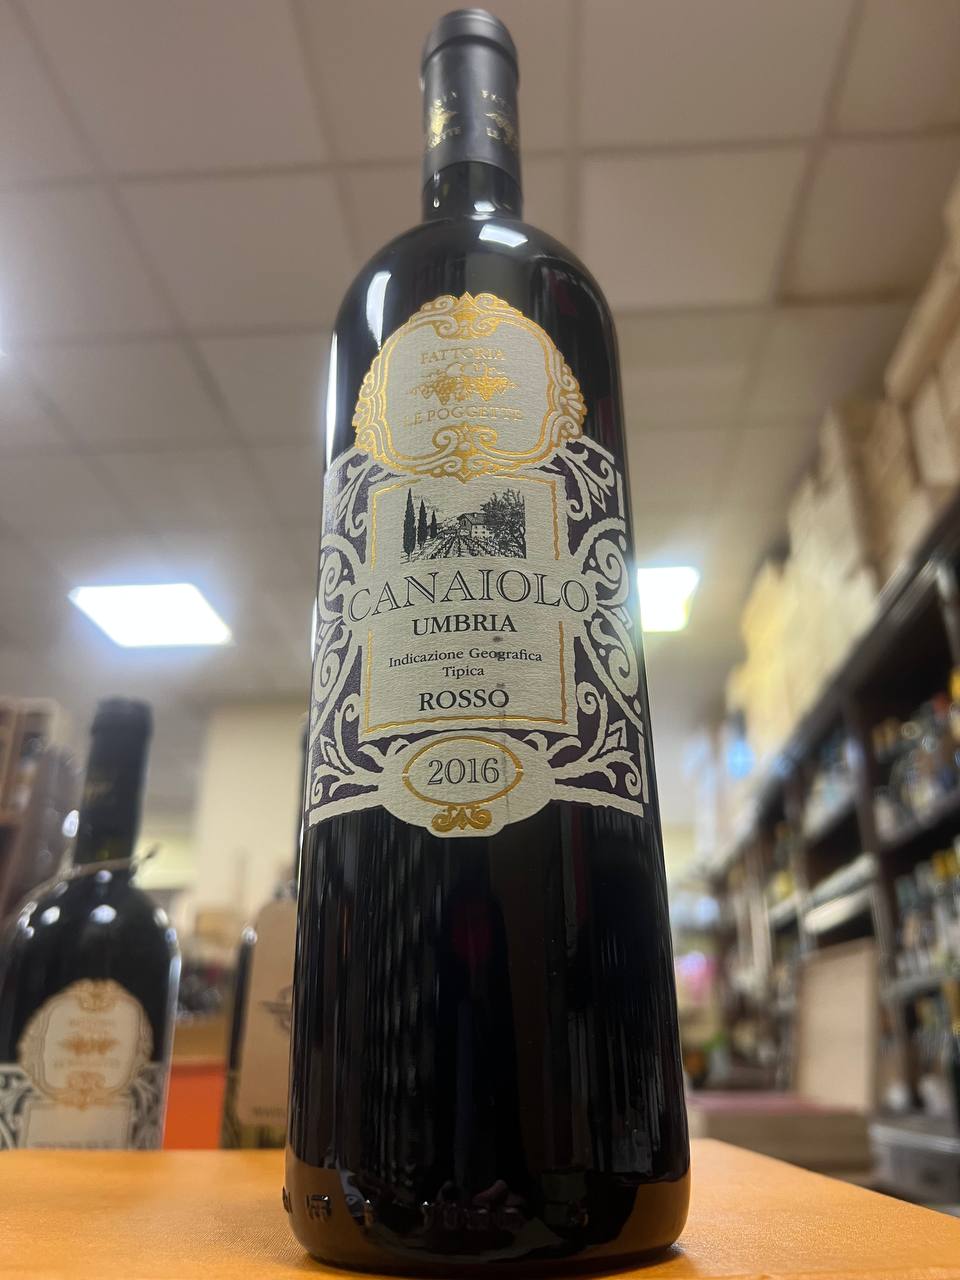 FATTORIA
LE POGGETTE
CANAIOLO
UMBRIA
Indicazione Geografica
Tipica
ROSSO
2016